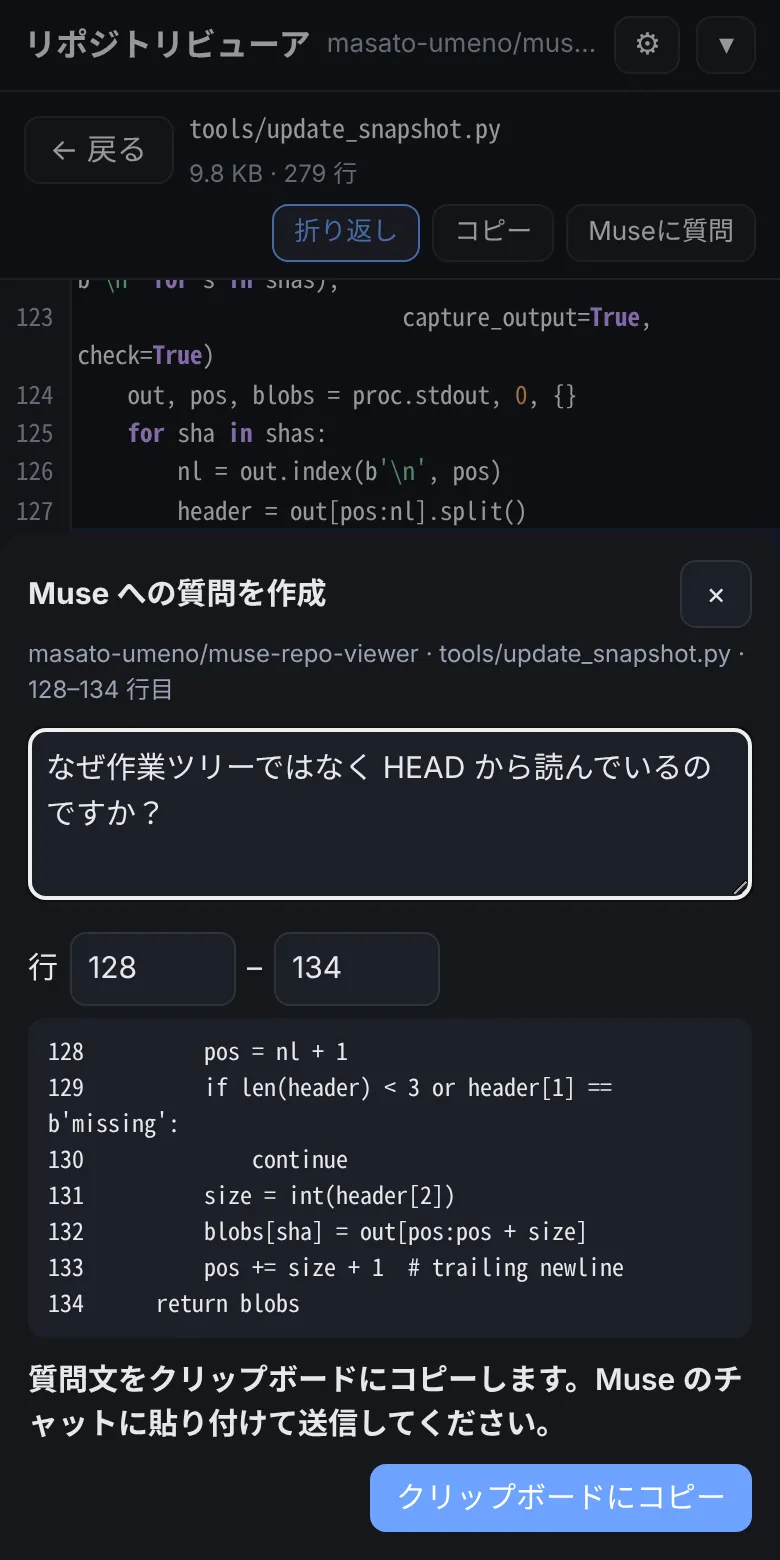 リポジトリビューア masato-umeno/mus… ⚙ ▼
← 戻る
tools/update_snapshot.py
9.8 KB · 279 行
折り返し コピー Museに質問
b'\n' for s in shas),
123 capture_output=True,
check=True)
124 out, pos, blobs = proc.stdout, 0, {}
125 for sha in shas:
126 nl = out.index(b'\n', pos)
127 header = out[pos:nl].split()
Muse への質問を作成 ×
masato-umeno/muse-repo-viewer · tools/update_snapshot.py ·
128–134 行目
なぜ作業ツリーではなく HEAD から読んでいるの
ですか？
行 128 – 134
128 pos = nl + 1
129 if len(header) < 3 or header[1] ==
b'missing':
130 continue
131 size = int(header[2])
132 blobs[sha] = out[pos:pos + size]
133 pos += size + 1 # trailing newline
134 return blobs
質問文をクリップボードにコピーします。Muse のチ
ャットに貼り付けて送信してください。
クリップボードにコピー